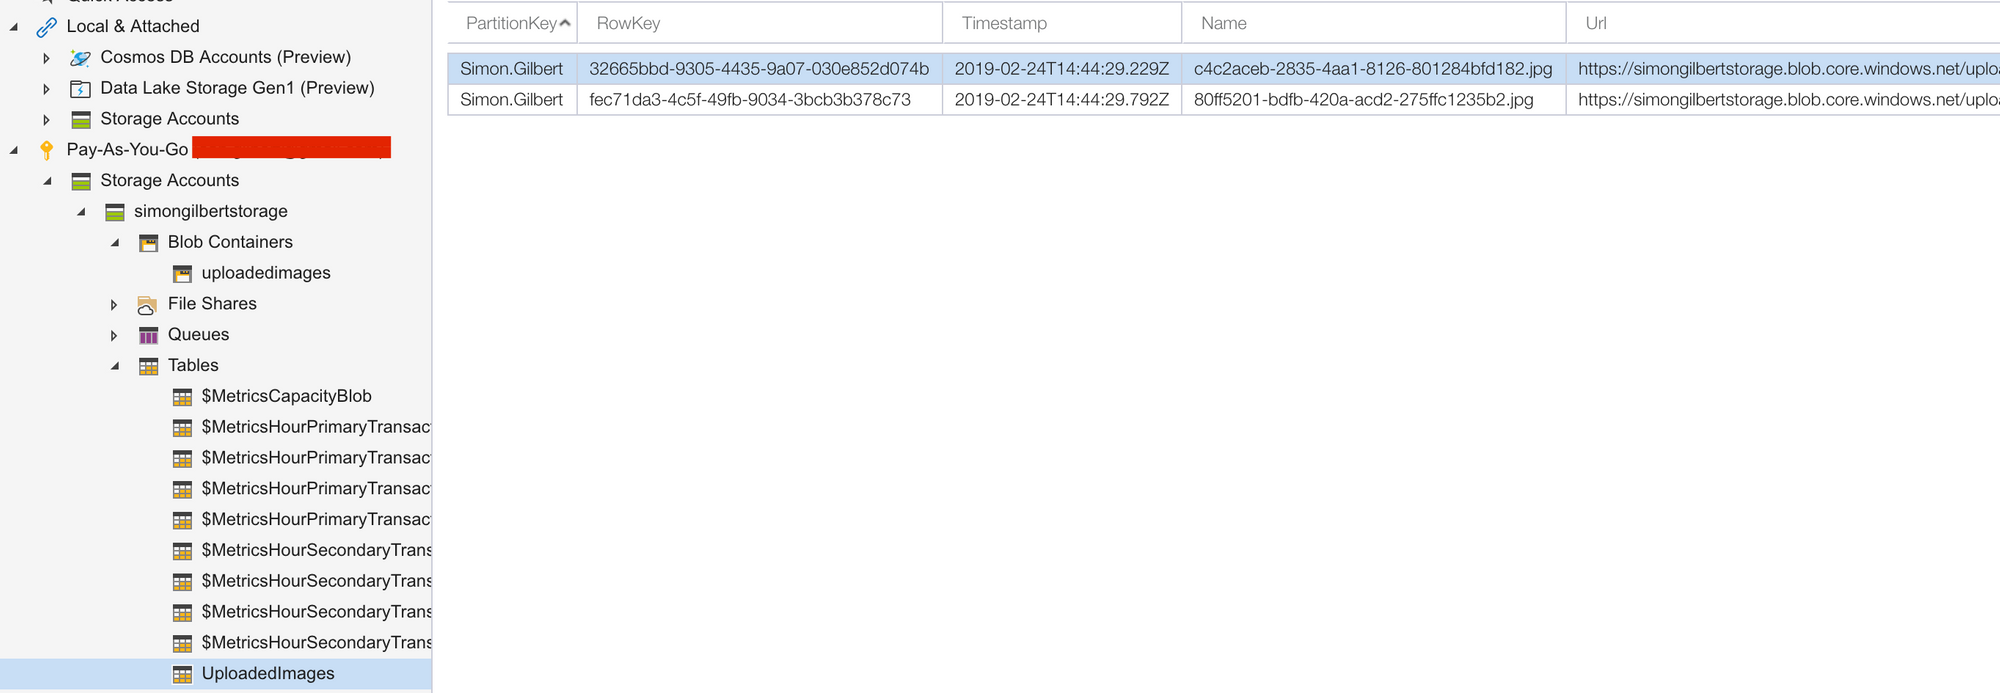 Quick Access
Local & Attached
Cosmos DB Accounts (Preview)
Data Lake Storage Gen1 (Preview)
Storage Accounts
Pay-As-You-Go
Storage Accounts
simongilbertstorage
Blob Containers
uploadedimages
File Shares
Queues
Tables
$MetricsCapacityBlob
$MetricsHourPrimaryTransac
$MetricsHourPrimaryTransac
$MetricsHourPrimaryTransac
$MetricsHourPrimaryTransac
$MetricsHourSecondaryTrans
$MetricsHourSecondaryTrans
$MetricsHourSecondaryTrans
$MetricsHourSecondaryTrans
UploadedImages
PartitionKey RowKey Timestamp Name Url
Simon.Gilbert 32665bbd-9305-4435-9a07-030e852d074b 2019-02-24T14:44:29.229Z c4c2aceb-2835-4aa1-8126-801284bfd182.jpg https://simongilbertstorage.blob.core.windows.net/uplo
Simon.Gilbert fec71da3-4c5f-49fb-9034-3bcb3b378c73 2019-02-24T14:44:29.792Z 80ff5201-bdfb-420a-acd2-275ffc1235b2.jpg https://simongilbertstorage.blob.core.windows.net/uplo